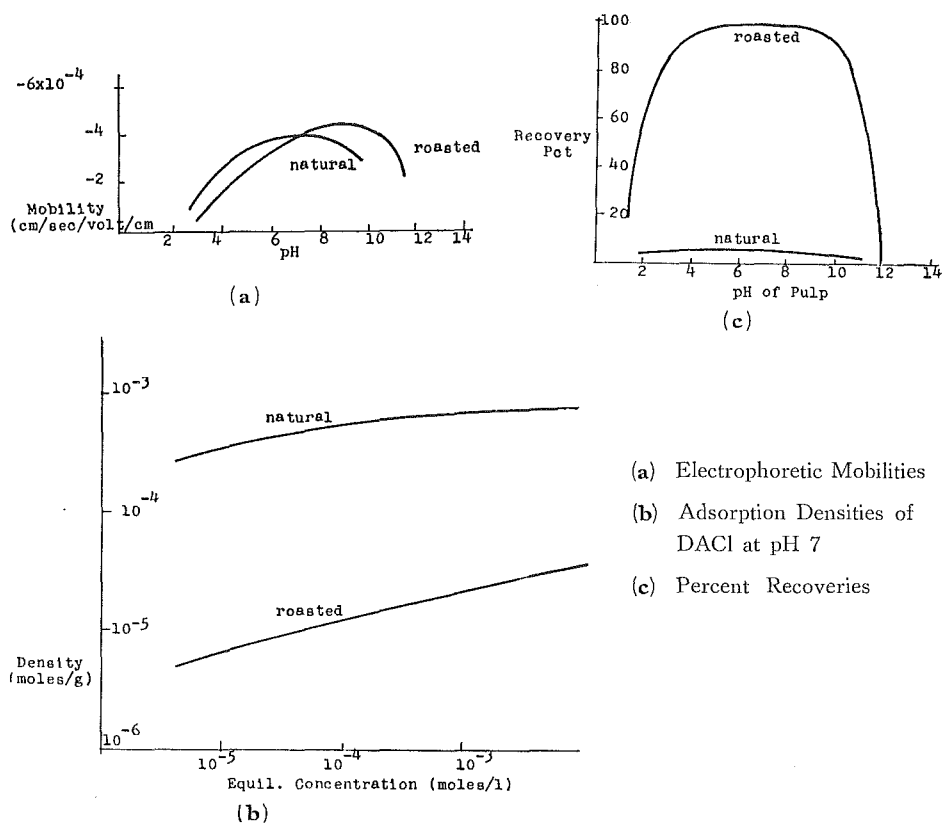 -6x10⁻⁴
-4
-2
Mobility
(cm/sec/volt/cm
natural
roasted
2 4 6 8 10 12 14
pH
(a)
100
80
60
40
20
Recovery
Pct
roasted
natural
2 4 6 8 10 12 14
pH of Pulp
(c)
10⁻³
10⁻⁴
10⁻⁵
10⁻⁶
natural
roasted
Density
(moles/g)
10⁻⁵ 10⁻⁴ 10⁻³
Equil. Concentration (moles/l)
(b)
(a) Electrophoretic Mobilities
(b) Adsorption Densities of
DACl at pH 7
(c) Percent Recoveries